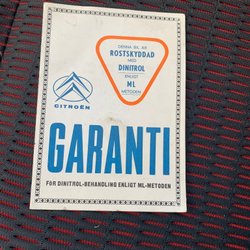 DENNA BIL ÄR
ROSTSKYDDAD
MED
DINITROL
ENLIGT
ML
METODEN
CITROËN
GARANTI
FÖR DINITROL-BEHANDLING ENLIGT ML-METODEN